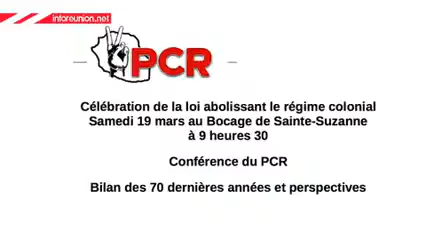 inforeunion.net
PCR
Célébration de la loi abolissant le régime colonial
Samedi 19 mars au Bocage de Sainte-Suzanne
à 9 heures 30
Conférence du PCR
Bilan des 70 dernières années et perspectives